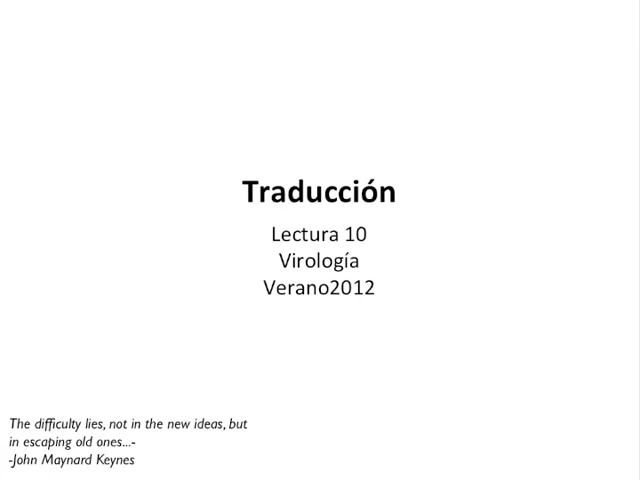 Traducción
Lectura 10
Virología
Verano2012
The difficulty lies, not in the new ideas, but
in escaping old ones...-
-John Maynard Keynes